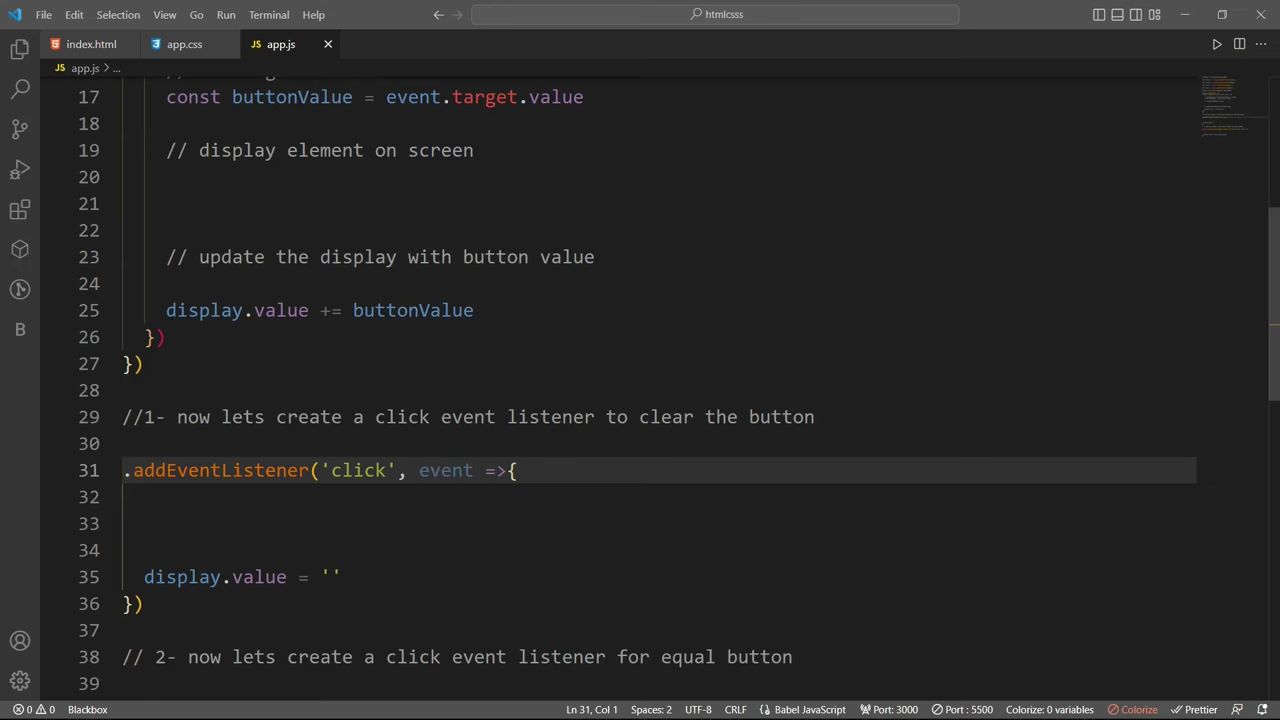 File Edit Selection View Go Run Terminal Help
htmlcsss
index.html app.css JS app.js
JS app.js > ...
17 const buttonValue = event.target.value
18
19 // display element on screen
20
21
22
23 // update the display with button value
24
25 display.value += buttonValue
26 })
27 })
28
29 //1- now lets create a click event listener to clear the button
30
31 .addEventListener('click', event =>{
32
33
34
35 display.value = ''
36 })
37
38 // 2- now lets create a click event listener for equal button
39
0 0 Blackbox Ln 31, Col 1 Spaces: 2 UTF-8 CRLF Babel JavaScript Port: 3000 Port : 5500 Colorize: 0 variables Colorize Prettier